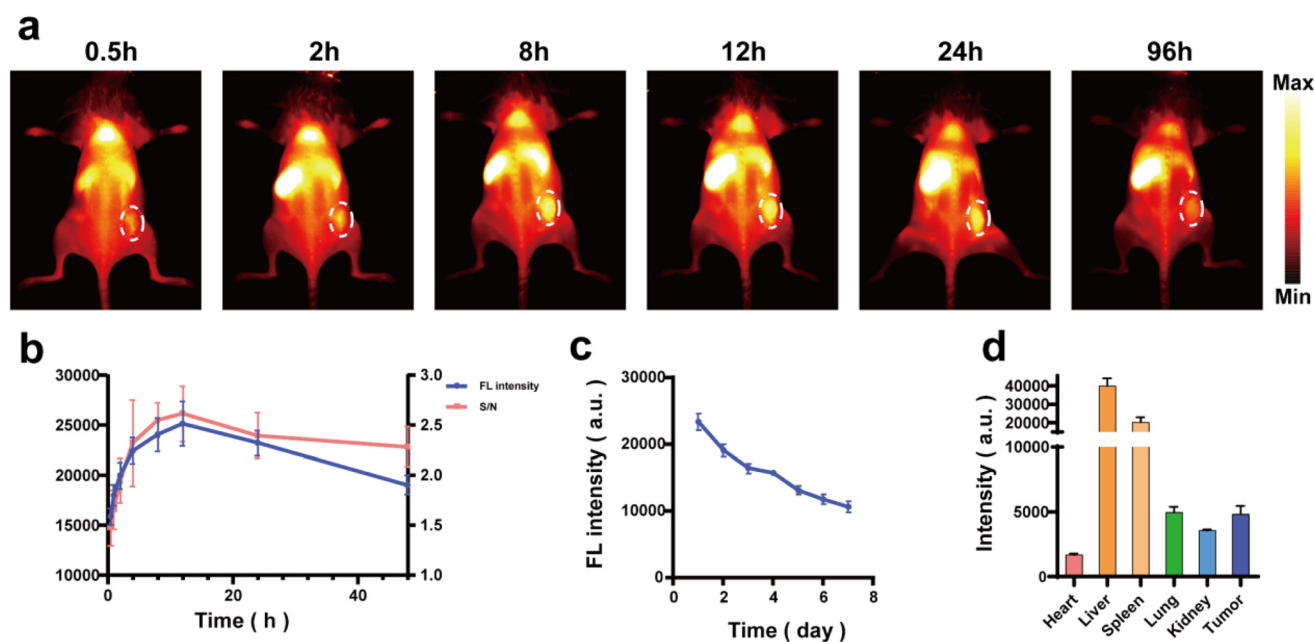 a
0.5h 2h 8h 12h 24h 96h
Max
Min
b
30000
25000
20000
15000
10000
3.0
2.5
2.0
1.5
1.0
0 20 40
Time ( h )
FL intensity
S/N
c
FL intensity ( a.u. )
30000
20000
10000
0
0 2 4 6 8
Time ( day )
d
Intensity ( a.u. )
40000
30000
20000
10000
5000
0
Heart Liver Spleen Lung Kidney Tumor